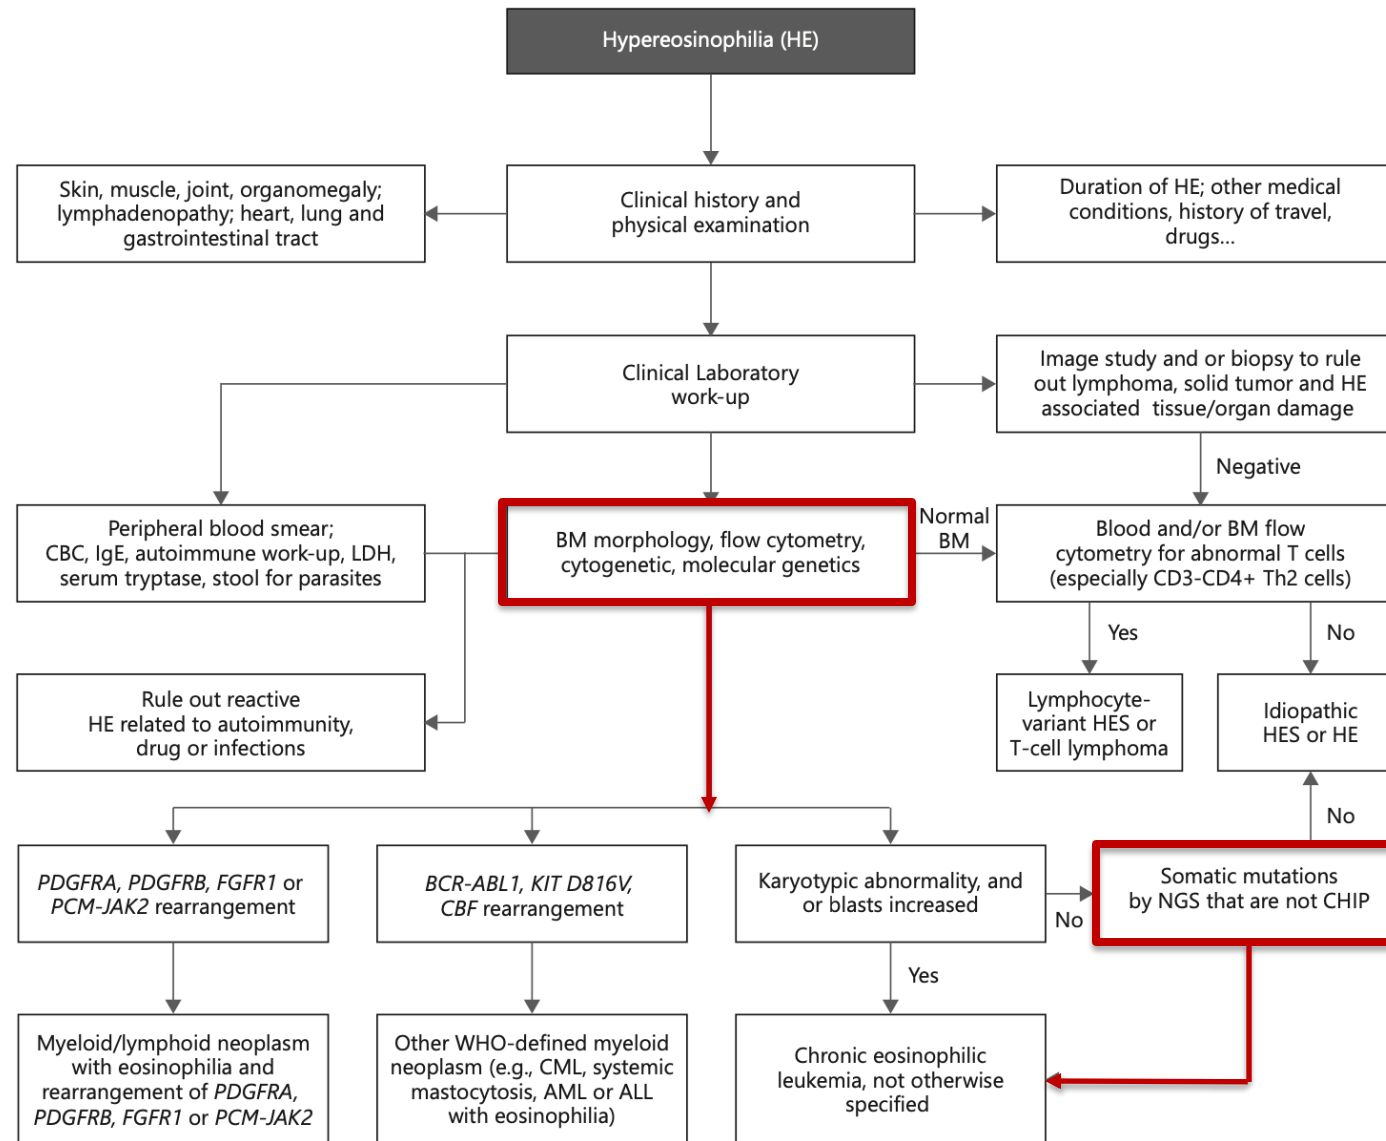 Hypereosinophilia (HE)
Skin, muscle, joint, organomegaly;
lymphadenopathy; heart, lung and
gastrointestinal tract
Clinical history and
physical examination
Duration of HE; other medical
conditions, history of travel,
drugs...
Clinical Laboratory
work-up
Image study and or biopsy to rule
out lymphoma, solid tumor and HE
associated tissue/organ damage
Negative
Peripheral blood smear;
CBC, IgE, autoimmune work-up, LDH,
serum tryptase, stool for parasites
BM morphology, flow cytometry,
cytogenetic, molecular genetics
Normal
BM
Blood and/or BM flow
cytometry for abnormal T cells
(especially CD3-CD4+ Th2 cells)
Yes
No
Rule out reactive
HE related to autoimmunity,
drug or infections
Lymphocyte-
variant HES or
T-cell lymphoma
Idiopathic
HES or HE
No
PDGFRA, PDGFRB, FGFR1 or
PCM-JAK2 rearrangement
BCR-ABL1, KIT D816V,
CBF rearrangement
Karyotypic abnormality, and
or blasts increased
No
Somatic mutations
by NGS that are not CHIP
Yes
Myeloid/lymphoid neoplasm
with eosinophilia and
rearrangement of PDGFRA,
PDGFRB, FGFR1 or PCM-JAK2
Other WHO-defined myeloid
neoplasm (e.g., CML, systemic
mastocytosis, AML or ALL
with eosinophilia)
Chronic eosinophilic
leukemia, not otherwise
specified